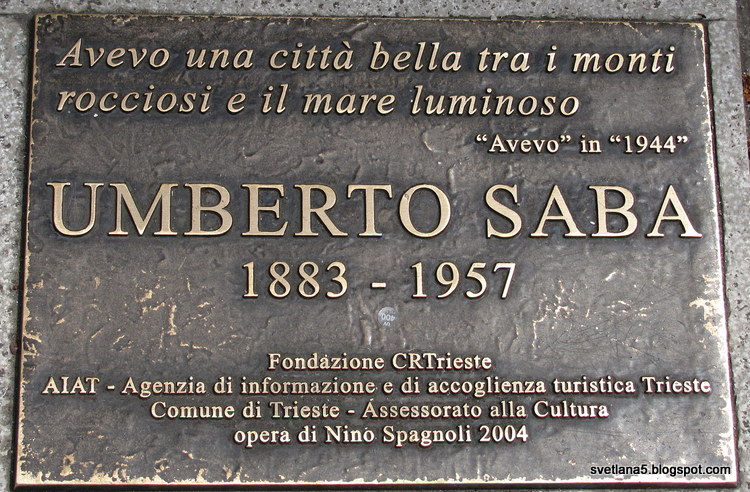 Avevo una città bella tra i monti
rocciosi e il mare luminoso
"Avevo" in "1944"
UMBERTO SABA
1883 - 1957
Fondazione CRTrieste
AIAT - Agenzia di informazione e di accoglienza turistica Trieste
Comune di Trieste - Assessorato alla Cultura
opera di Nino Spagnoli 2004
svetlana5.blogspot.com